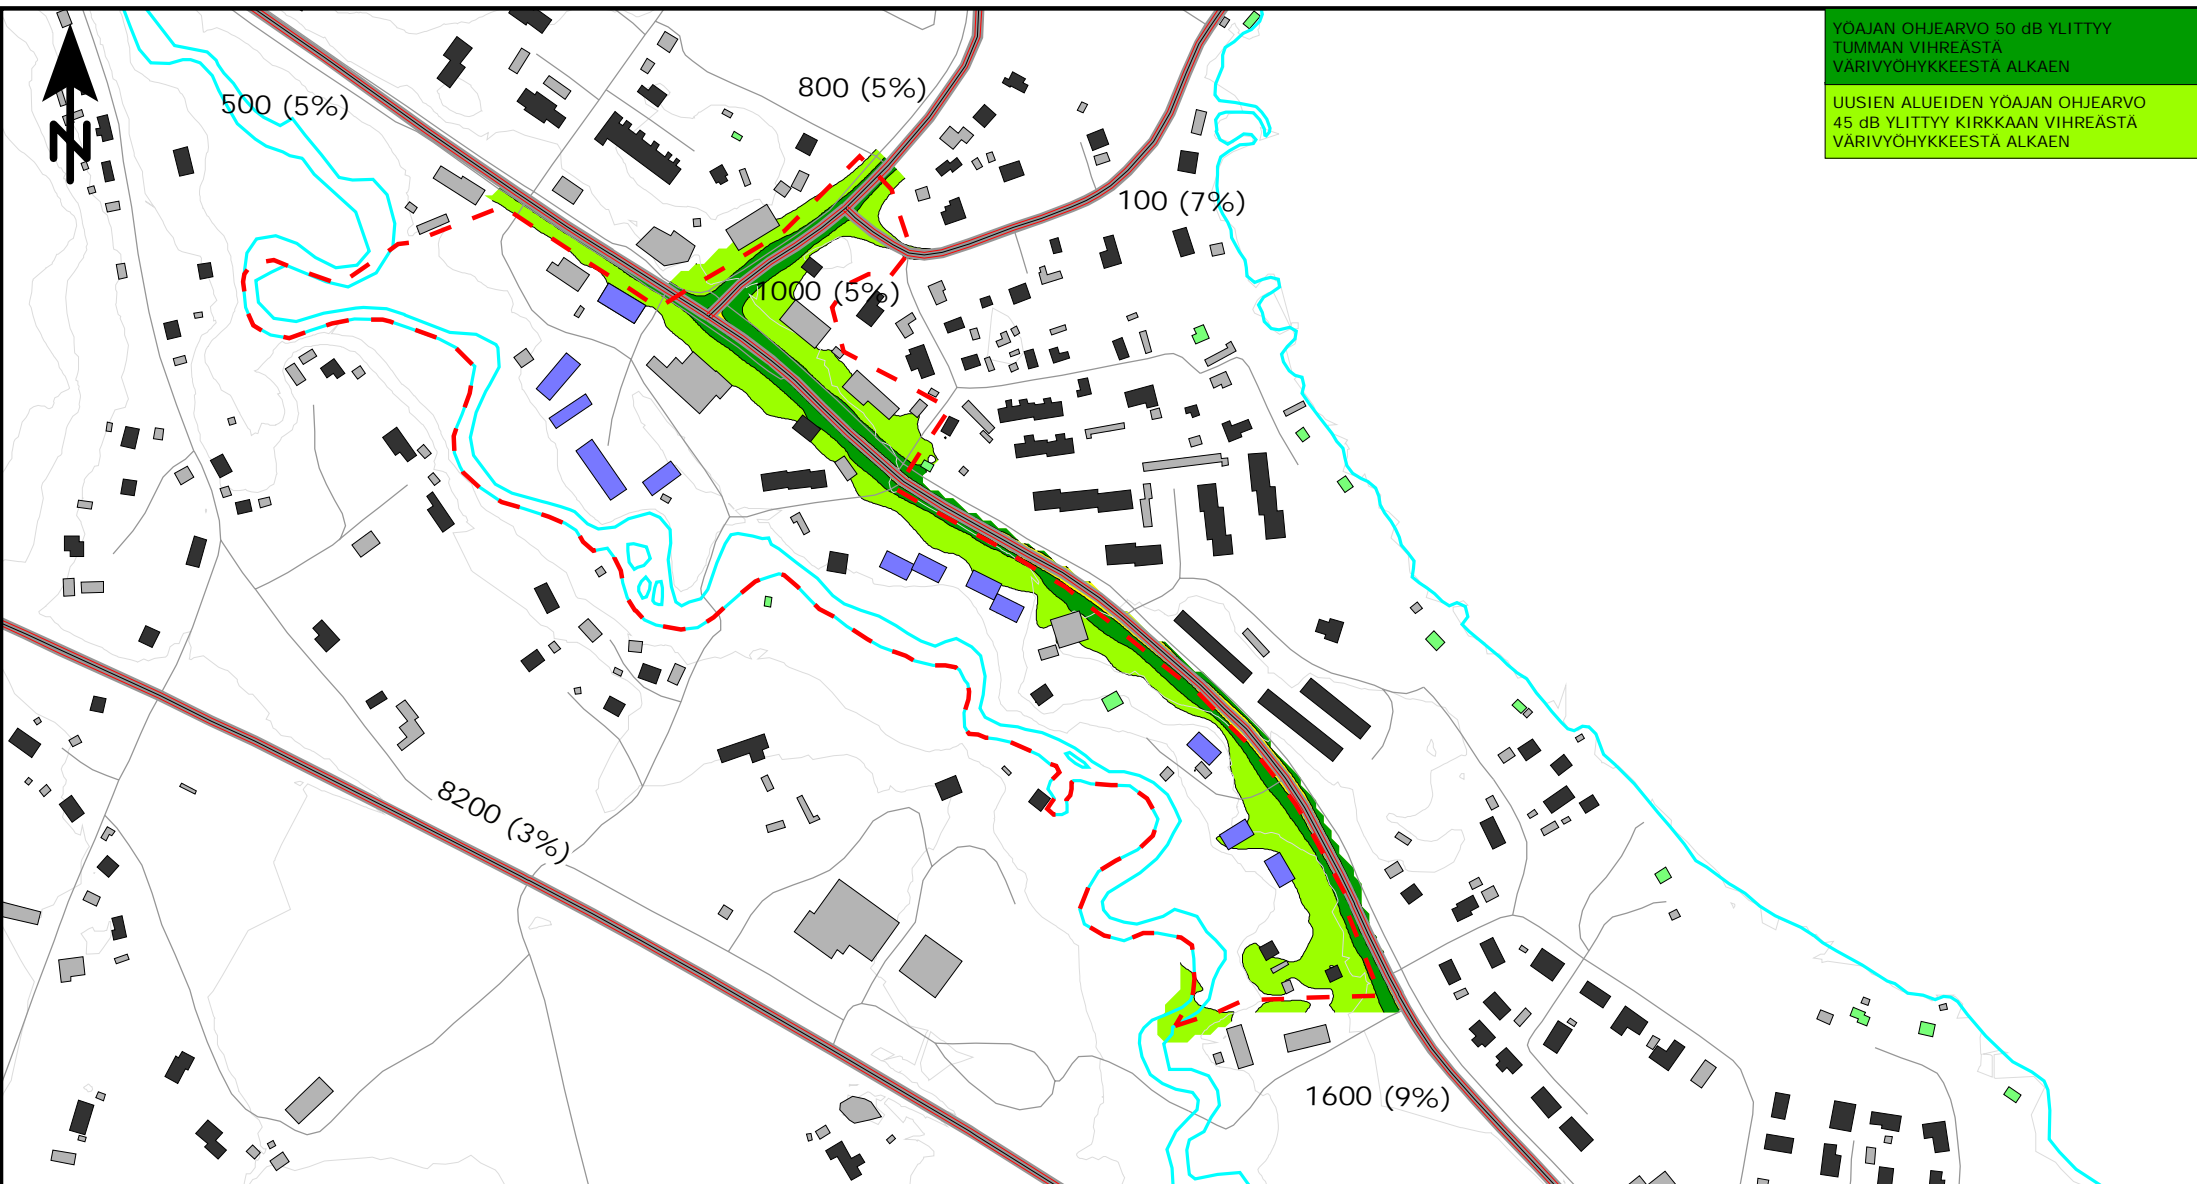 YÖAJAN OHJEARVO 50 dB YLITTYY
TUMMAN VIHREÄSTÄ
VÄRIVYÖHYKKEESTÄ ALKAEN
UUSIEN ALUEIDEN YÖAJAN OHJEARVO
45 dB YLITTYY KIRKKAAN VIHREÄSTÄ
VÄRIVYÖHYKKEESTÄ ALKAEN
N
500 (5%)
800 (5%)
100 (7%)
1000 (5%)
8200 (3%)
1600 (9%)